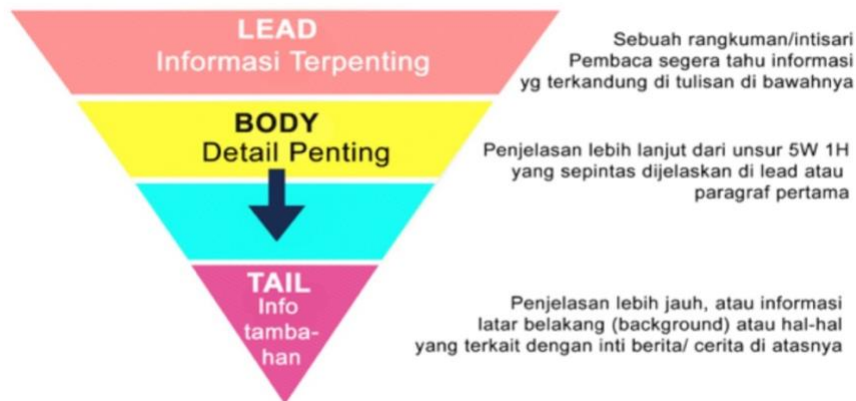 LEAD
Informasi Terpenting
Sebuah rangkuman/intisari
Pembaca segera tahu informasi
yg terkandung di tulisan di bawahnya
BODY
Detail Penting
Penjelasan lebih lanjut dari unsur 5W 1H
yang sepintas dijelaskan di lead atau
paragraf pertama
TAIL
Info
tamba-
han
Penjelasan lebih jauh, atau informasi
latar belakang (background) atau hal-hal
yang terkait dengan inti berita/ cerita di atasnya